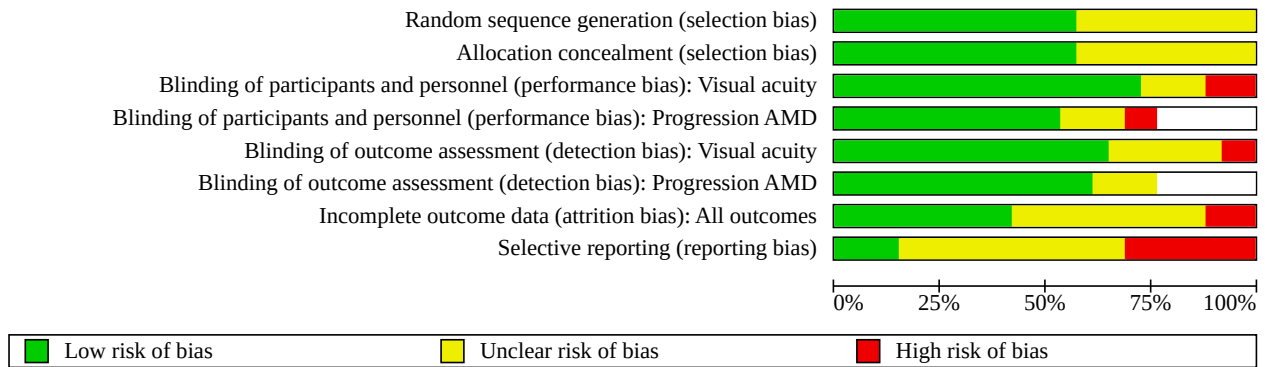 Random sequence generation (selection bias)
Allocation concealment (selection bias)
Blinding of participants and personnel (performance bias): Visual acuity
Blinding of participants and personnel (performance bias): Progression AMD
Blinding of outcome assessment (detection bias): Visual acuity
Blinding of outcome assessment (detection bias): Progression AMD
Incomplete outcome data (attrition bias): All outcomes
Selective reporting (reporting bias)
0% 25% 50% 75% 100%
Low risk of bias Unclear risk of bias High risk of bias